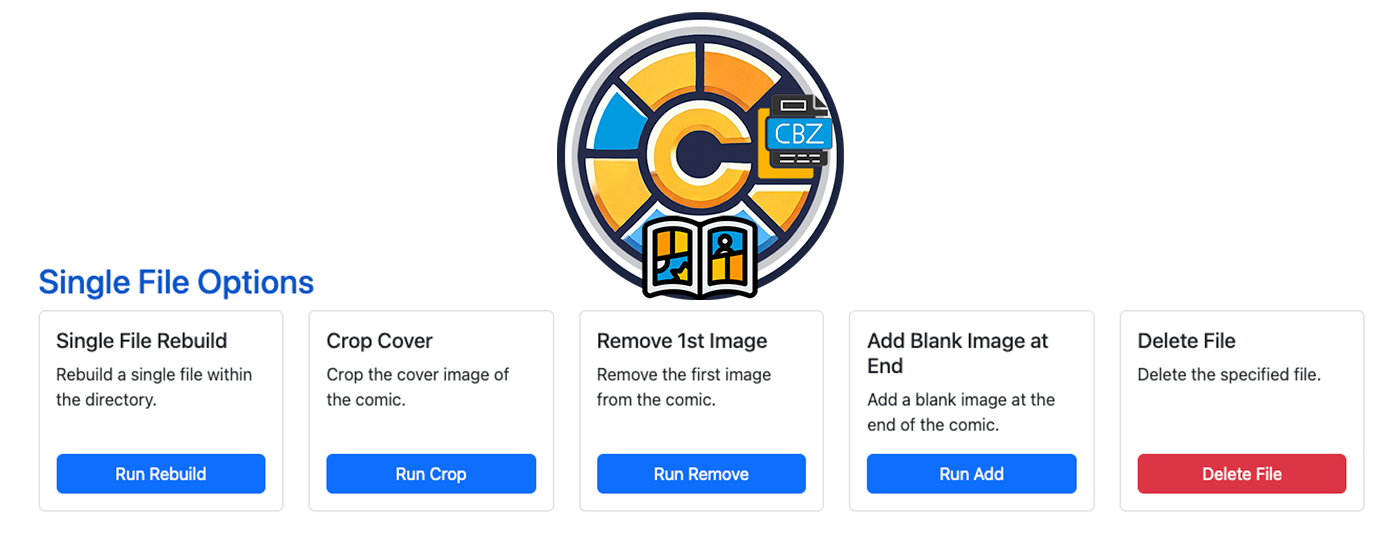 CBZ
Single File Options
Single File Rebuild
Rebuild a single file within
the directory.
Run Rebuild
Crop Cover
Crop the cover image of
the comic.
Run Crop
Remove 1st Image
Remove the first image
from the comic.
Run Remove
Add Blank Image at
End
Add a blank image at the
end of the comic.
Run Add
Delete File
Delete the specified file.
Delete File